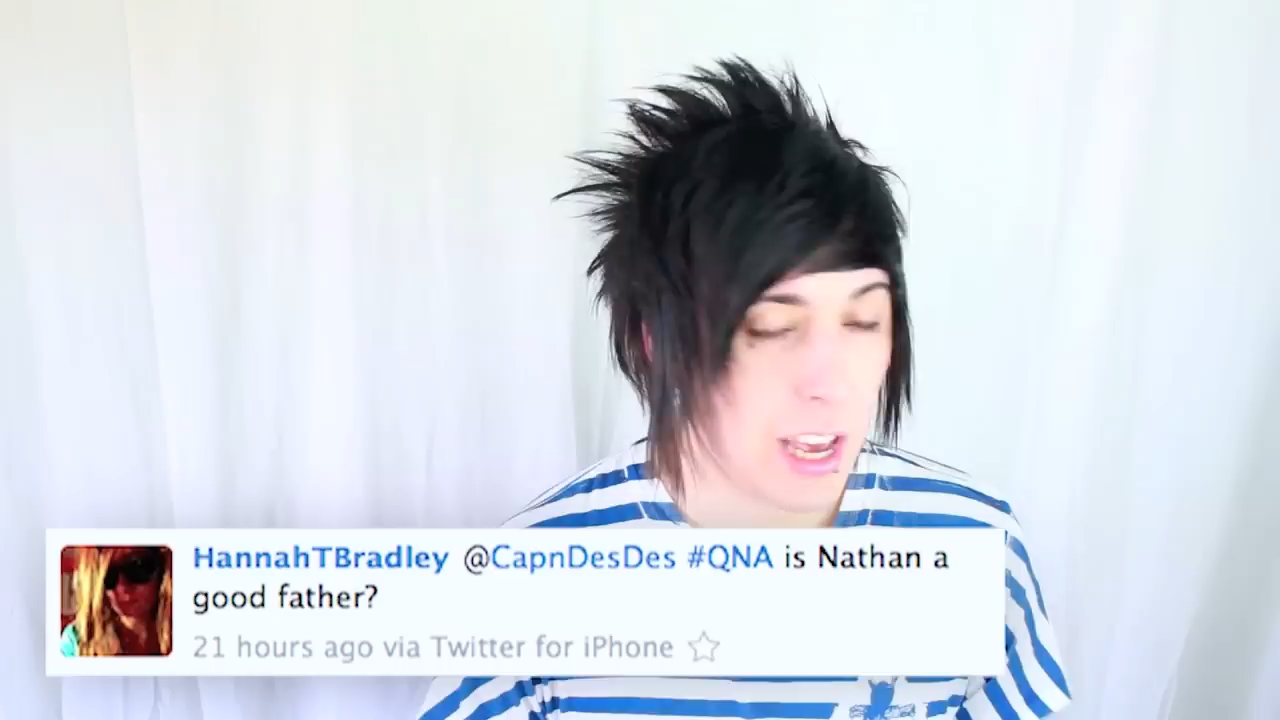 HannahTBradley @CapnDesDes #QNA is Nathan a
good father?
21 hours ago via Twitter for iPhone